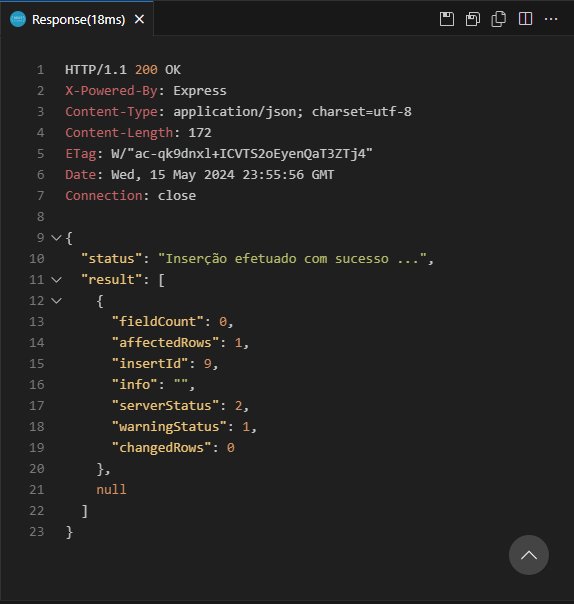 Response(18ms)
1 HTTP/1.1 200 OK
2 X-Powered-By: Express
3 Content-Type: application/json; charset=utf-8
4 Content-Length: 172
5 ETag: W/"ac-qk9dnxl+ICVTS2oEyenQaT3ZTj4"
6 Date: Wed, 15 May 2024 23:55:56 GMT
7 Connection: close
8
9 {
10 "status": "Inserção efetuado com sucesso ...",
11 "result": [
12 {
13 "fieldCount": 0,
14 "affectedRows": 1,
15 "insertId": 9,
16 "info": "",
17 "serverStatus": 2,
18 "warningStatus": 1,
19 "changedRows": 0
20 },
21 null
22 ]
23 }